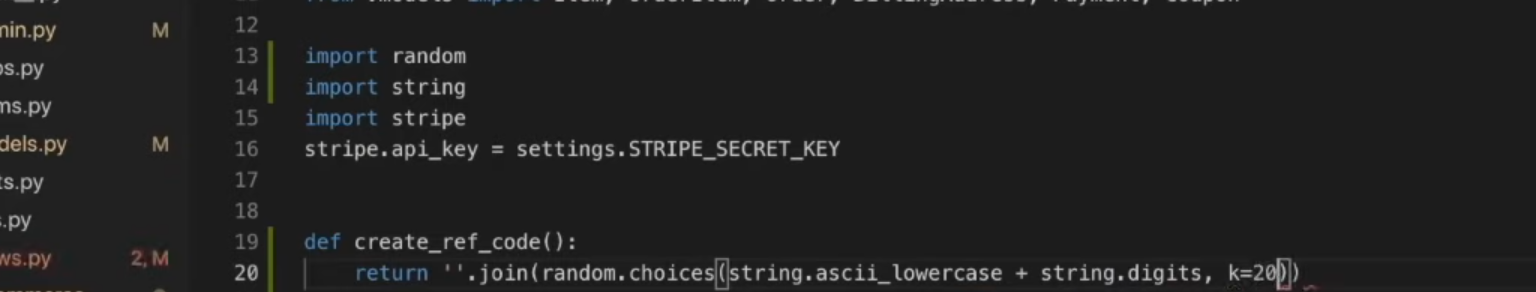 12
min.py M
13 import random
os.py
14 import string
ms.py
15 import stripe
dels.py M
16 stripe.api_key = settings.STRIPE_SECRET_KEY
ts.py
17
18
s.py
19 def create_ref_code():
ws.py 2, M
20 return ''.join(random.choices(string.ascii_lowercase + string.digits, k=20))